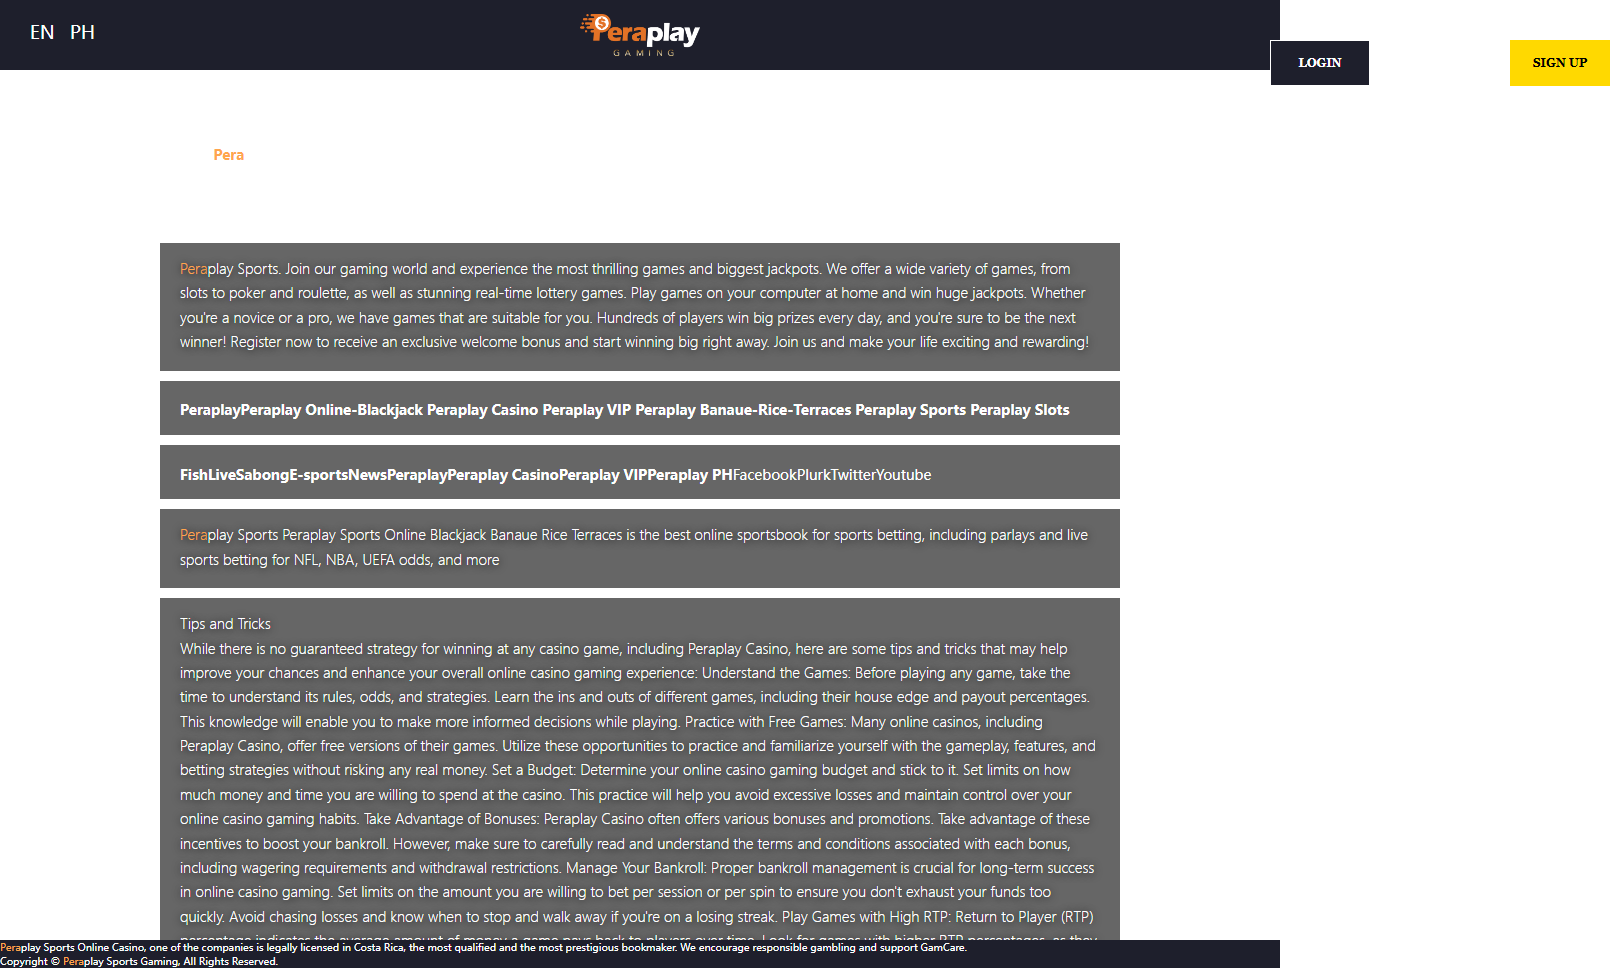 EN PH
Peraplay
GAMING
LOGIN
SIGN UP
Pera
Peraplay Sports. Join our gaming world and experience the most thrilling games and biggest jackpots. We offer a wide variety of games, from
slots to poker and roulette, as well as stunning real-time lottery games. Play games on your computer at home and win huge jackpots. Whether
you're a novice or a pro, we have games that are suitable for you. Hundreds of players win big prizes every day, and you're sure to be the next
winner! Register now to receive an exclusive welcome bonus and start winning big right away. Join us and make your life exciting and rewarding!
PeraplayPeraplay Online-Blackjack Peraplay Casino Peraplay VIP Peraplay Banaue-Rice-Terraces Peraplay Sports Peraplay Slots
FishLiveSabongE-sportsNewsPeraplayPeraplay CasinoPeraplay VIPPeraplay PHFacebookPlurkTwitterYoutube
Peraplay Sports Peraplay Sports Online Blackjack Banaue Rice Terraces is the best online sportsbook for sports betting, including parlays and live
sports betting for NFL, NBA, UEFA odds, and more
Tips and Tricks
While there is no guaranteed strategy for winning at any casino game, including Peraplay Casino, here are some tips and tricks that may help
improve your chances and enhance your overall online casino gaming experience: Understand the Games: Before playing any game, take the
time to understand its rules, odds, and strategies. Learn the ins and outs of different games, including their house edge and payout percentages.
This knowledge will enable you to make more informed decisions while playing. Practice with Free Games: Many online casinos, including
Peraplay Casino, offer free versions of their games. Utilize these opportunities to practice and familiarize yourself with the gameplay, features, and
betting strategies without risking any real money. Set a Budget: Determine your online casino gaming budget and stick to it. Set limits on how
much money and time you are willing to spend at the casino. This practice will help you avoid excessive losses and maintain control over your
online casino gaming habits. Take Advantage of Bonuses: Peraplay Casino often offers various bonuses and promotions. Take advantage of these
incentives to boost your bankroll. However, make sure to carefully read and understand the terms and conditions associated with each bonus,
including wagering requirements and withdrawal restrictions. Manage Your Bankroll: Proper bankroll management is crucial for long-term success
in online casino gaming. Set limits on the amount you are willing to bet per session or per spin to ensure you don't exhaust your funds too
quickly. Avoid chasing losses and know when to stop and walk away if you're on a losing streak. Play Games with High RTP: Return to Player (RTP)
Peraplay Sports Online Casino, one of the companies is legally licensed in Costa Rica, the most qualified and the most prestigious bookmaker. We encourage responsible gambling and support GamCare.
Copyright © Peraplay Sports Gaming, All Rights Reserved.